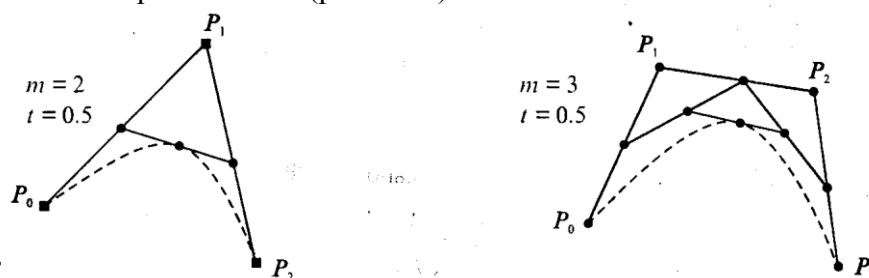 P₁
m = 2
t = 0.5
P₀
P₂
P₁
P₂
m = 3
t = 0.5
P₀
P